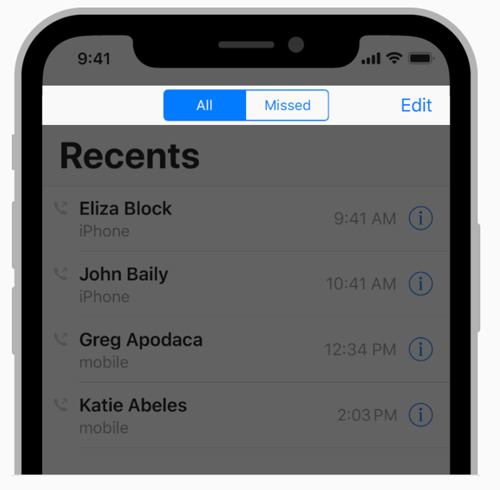 9:41
All Missed Edit
Recents
Eliza Block 9:41 AM
iPhone
John Baily 10:41 AM
iPhone
Greg Apodaca 12:34 PM
mobile
Katie Abeles 2:03 PM
mobile